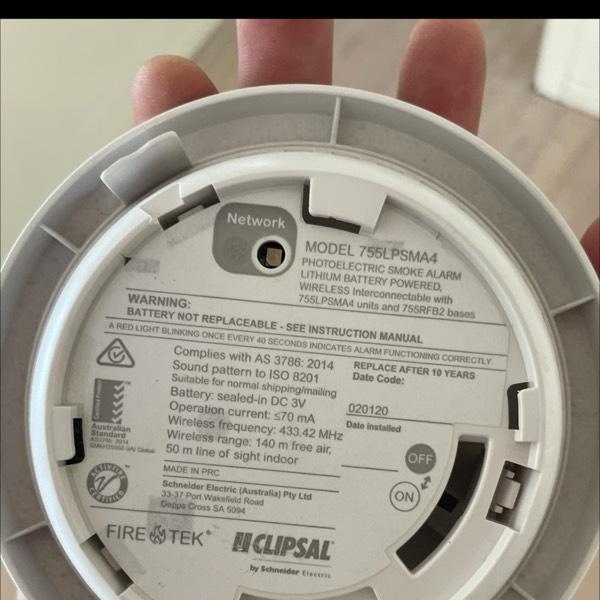 Network
MODEL 755LPSMA4
PHOTOELECTRIC SMOKE ALARM
LITHIUM BATTERY POWERED,
WIRELESS Interconnectable with
755LPSMA4 units and 755RFB2 bases
WARNING:
BATTERY NOT REPLACEABLE - SEE INSTRUCTION MANUAL
A RED LIGHT BLINKING ONCE EVERY 40 SECONDS INDICATES ALARM FUNCTIONING CORRECTLY
Complies with AS 3786: 2014
Sound pattern to ISO 8201
Suitable for normal shipping/mailing
Battery: sealed-in DC 3V
Operation current: ≤70 mA
Wireless frequency: 433.42 MHz
Wireless range: 140 m free air,
50 m line of sight indoor
REPLACE AFTER 10 YEARS
Date Code:
020120
Date installed
OFF
ON
Australian
Standard
MADE IN PRC
Schneider Electric (Australia) Pty Ltd
33-37 Port Wakefield Road
Gepps Cross SA 5094
ACTIVFIRE
CERTIFIED
FIRE TEK
CLIPSAL
by Schneider Electric